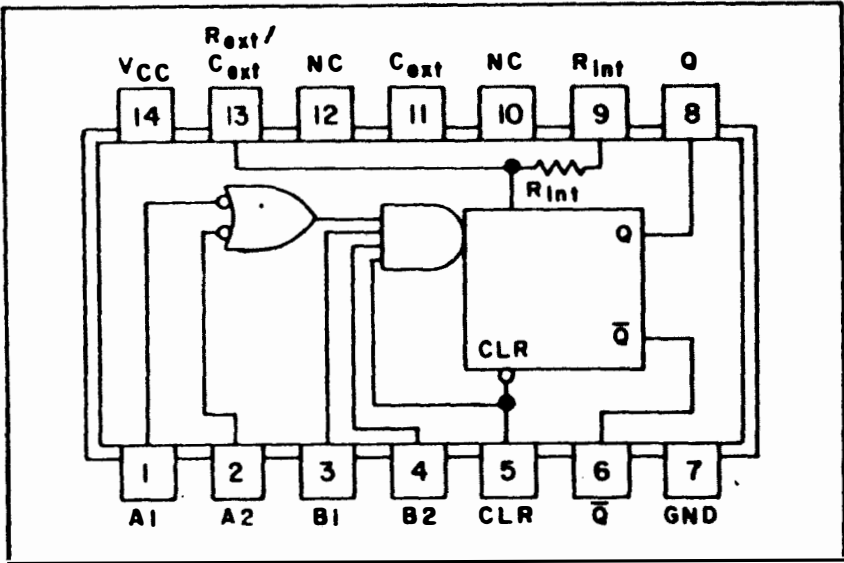 VCC
Rext/
Cext
NC
Cext
NC
Rint
Q
14
13
12
11
10
9
8
Rint
Q
Q̅
CLR
1
2
3
4
5
6
7
A1
A2
B1
B2
CLR
Q̅
GND